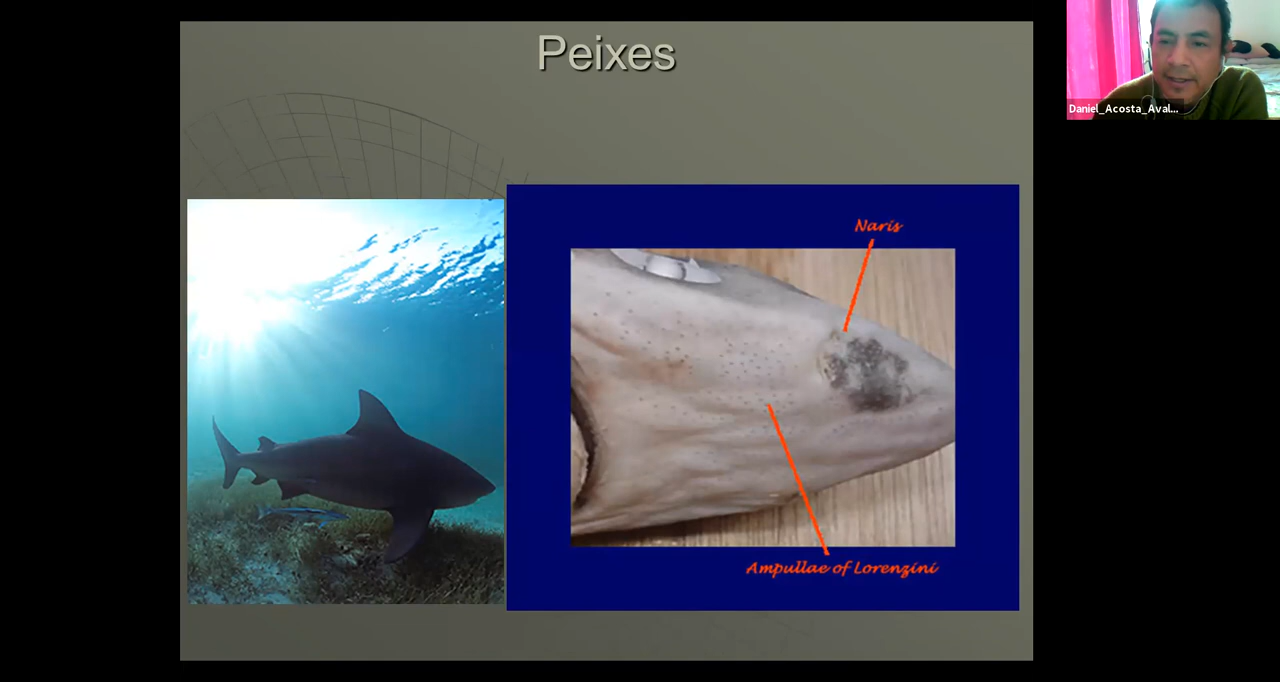 Peixes
Daniel_Acosta_Aval...
Naris
Ampullae of Lorenzini